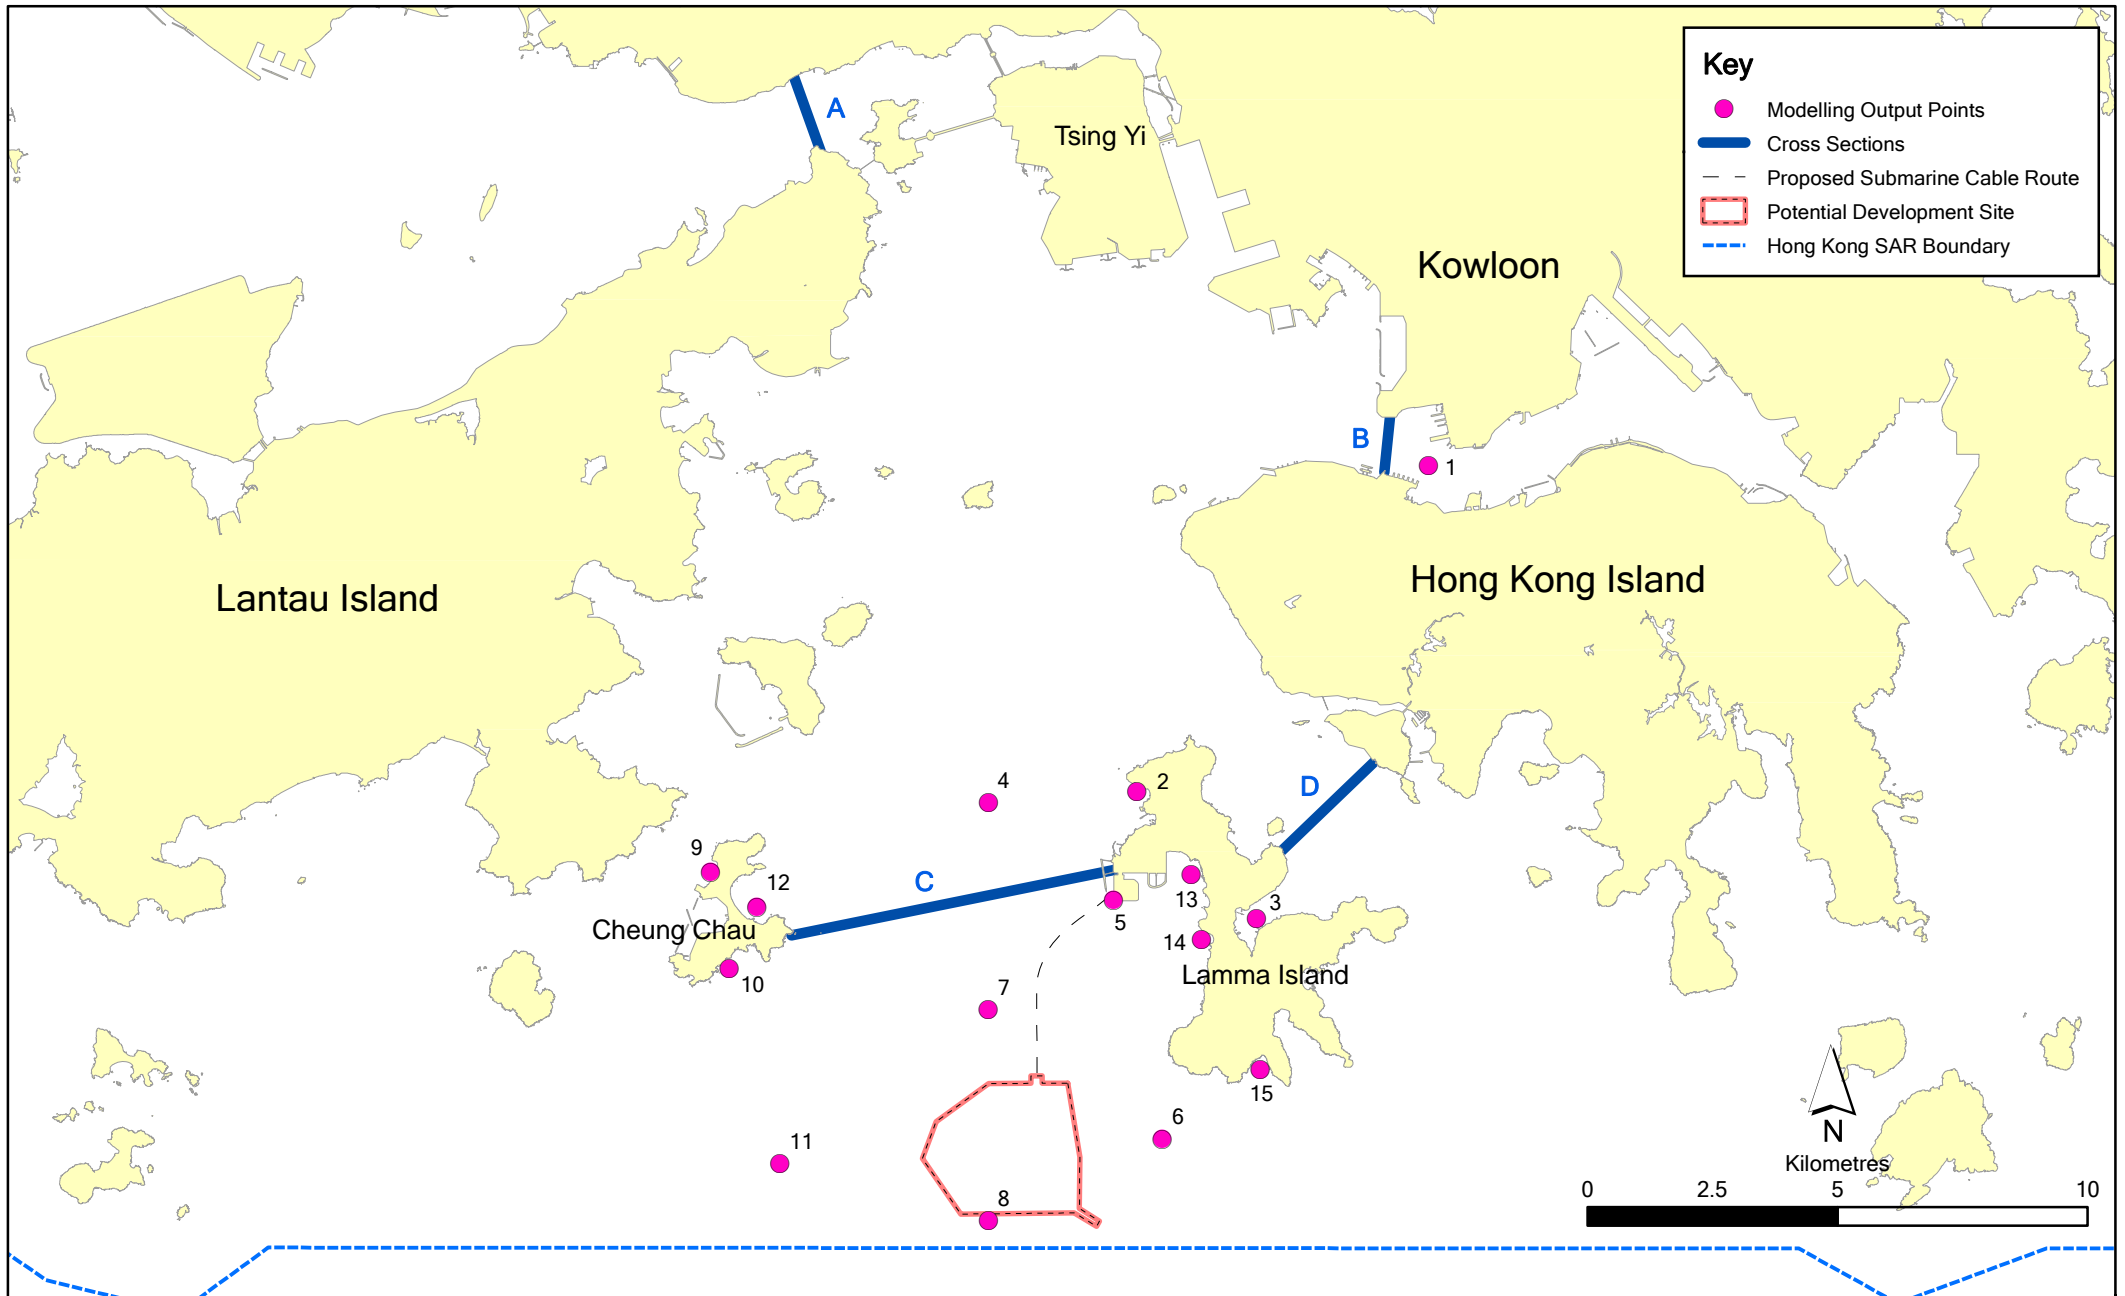 Key
Modelling Output Points
Cross Sections
Proposed Submarine Cable Route
Potential Development Site
Hong Kong SAR Boundary
A
Tsing Yi
Kowloon
B
1
Lantau Island
Hong Kong Island
4
2
D
9
12
C
13
3
5
14
Cheung Chau
Lamma Island
10
7
15
6
11
8
N
Kilometres
0 2.5 5 10